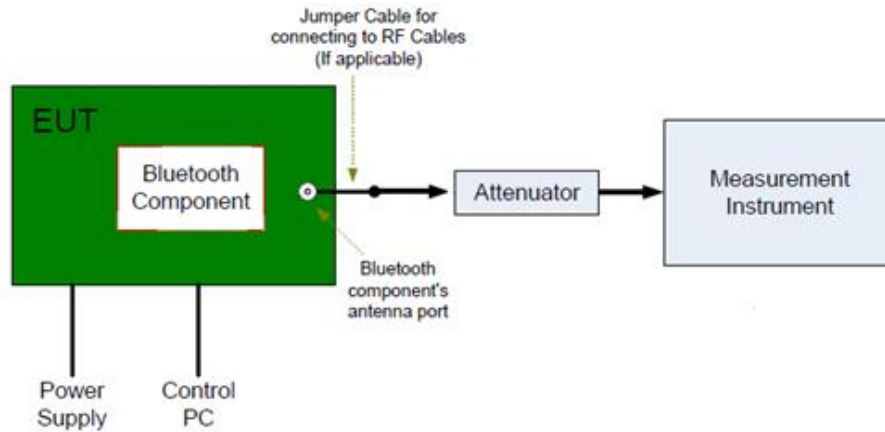 Jumper Cable for
connecting to RF Cables
(If applicable)
EUT
Bluetooth
Component
Attenuator
Measurement
Instrument
Bluetooth
component's
antenna port
Power
Supply
Control
PC